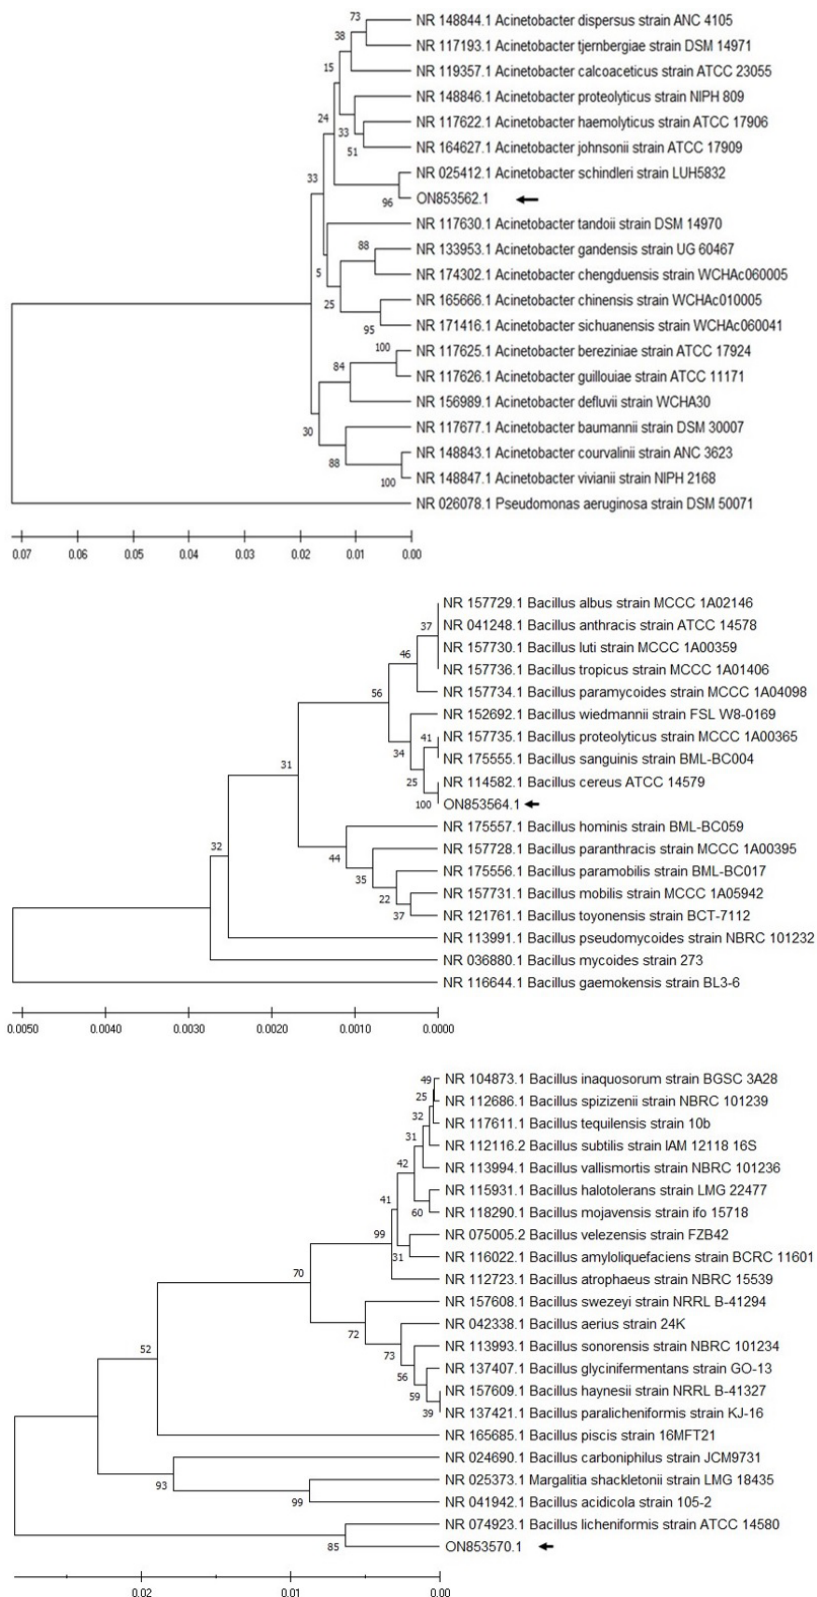 73
NR 148844.1 Acinetobacter dispersus strain ANC 4105
38
NR 117193.1 Acinetobacter tjernbergiae strain DSM 14971
15
NR 119357.1 Acinetobacter calcoaceticus strain ATCC 23055
NR 148846.1 Acinetobacter proteolyticus strain NIPH 809
24
33
NR 117622.1 Acinetobacter haemolyticus strain ATCC 17906
51
NR 164627.1 Acinetobacter johnsonii strain ATCC 17909
33
NR 025412.1 Acinetobacter schindleri strain LUH5832
96
ON853562.1
NR 117630.1 Acinetobacter tandoii strain DSM 14970
88
NR 133953.1 Acinetobacter gandensis strain UG 60467
5
NR 174302.1 Acinetobacter chengduensis strain WCHAc060005
25
NR 165666.1 Acinetobacter chinensis strain WCHAc010005
95
NR 171416.1 Acinetobacter sichuanensis strain WCHAc060041
100
NR 117625.1 Acinetobacter bereziniae strain ATCC 17924
84
NR 117626.1 Acinetobacter guillouiae strain ATCC 11171
NR 156989.1 Acinetobacter defluvii strain WCHA30
30
NR 117677.1 Acinetobacter baumannii strain DSM 30007
88
NR 148843.1 Acinetobacter courvalinii strain ANC 3623
100
NR 148847.1 Acinetobacter vivianii strain NIPH 2168
NR 026078.1 Pseudomonas aeruginosa strain DSM 50071
0.07 0.06 0.05 0.04 0.03 0.02 0.01 0.00
NR 157729.1 Bacillus albus strain MCCC 1A02146
37
NR 041248.1 Bacillus anthracis strain ATCC 14578
46
NR 157730.1 Bacillus luti strain MCCC 1A00359
NR 157736.1 Bacillus tropicus strain MCCC 1A01406
56
NR 157734.1 Bacillus paramycoides strain MCCC 1A04098
NR 152692.1 Bacillus wiedmannii strain FSL W8-0169
41
NR 157735.1 Bacillus proteolyticus strain MCCC 1A00365
34
NR 175555.1 Bacillus sanguinis strain BML-BC004
31
25
NR 114582.1 Bacillus cereus ATCC 14579
100
ON853564.1
NR 175557.1 Bacillus hominis strain BML-BC059
32
44
NR 157728.1 Bacillus paranthracis strain MCCC 1A00395
35
NR 175556.1 Bacillus paramobilis strain BML-BC017
22
NR 157731.1 Bacillus mobilis strain MCCC 1A05942
37
NR 121761.1 Bacillus toyonensis strain BCT-7112
NR 113991.1 Bacillus pseudomycoides strain NBRC 101232
NR 036880.1 Bacillus mycoides strain 273
NR 116644.1 Bacillus gaemokensis strain BL3-6
0.0050 0.0040 0.0030 0.0020 0.0010 0.0000
49
NR 104873.1 Bacillus inaquosorum strain BGSC 3A28
25
NR 112686.1 Bacillus spizizenii strain NBRC 101239
32
NR 117611.1 Bacillus tequilensis strain 10b
31
NR 112116.2 Bacillus subtilis strain IAM 12118 16S
42
NR 113994.1 Bacillus vallismortis strain NBRC 101236
NR 115931.1 Bacillus halotolerans strain LMG 22477
41
60
NR 118290.1 Bacillus mojavensis strain ifo 15718
99
NR 075005.2 Bacillus velezensis strain FZB42
31
NR 116022.1 Bacillus amyloliquefaciens strain BCRC 11601
70
NR 112723.1 Bacillus atrophaeus strain NBRC 15539
NR 157608.1 Bacillus swezeyi strain NRRL B-41294
72
NR 042338.1 Bacillus aerius strain 24K
52
73
NR 113993.1 Bacillus sonorensis strain NBRC 101234
56
NR 137407.1 Bacillus glycinifermentans strain GO-13
59
NR 157609.1 Bacillus haynesii strain NRRL B-41327
39
NR 137421.1 Bacillus paralicheniformis strain KJ-16
NR 165685.1 Bacillus piscis strain 16MFT21
NR 024690.1 Bacillus carboniphilus strain JCM9731
93
NR 025373.1 Margalitia shackletonii strain LMG 18435
99
NR 041942.1 Bacillus acidicola strain 105-2
NR 074923.1 Bacillus licheniformis strain ATCC 14580
85
ON853570.1
0.02 0.01 0.00